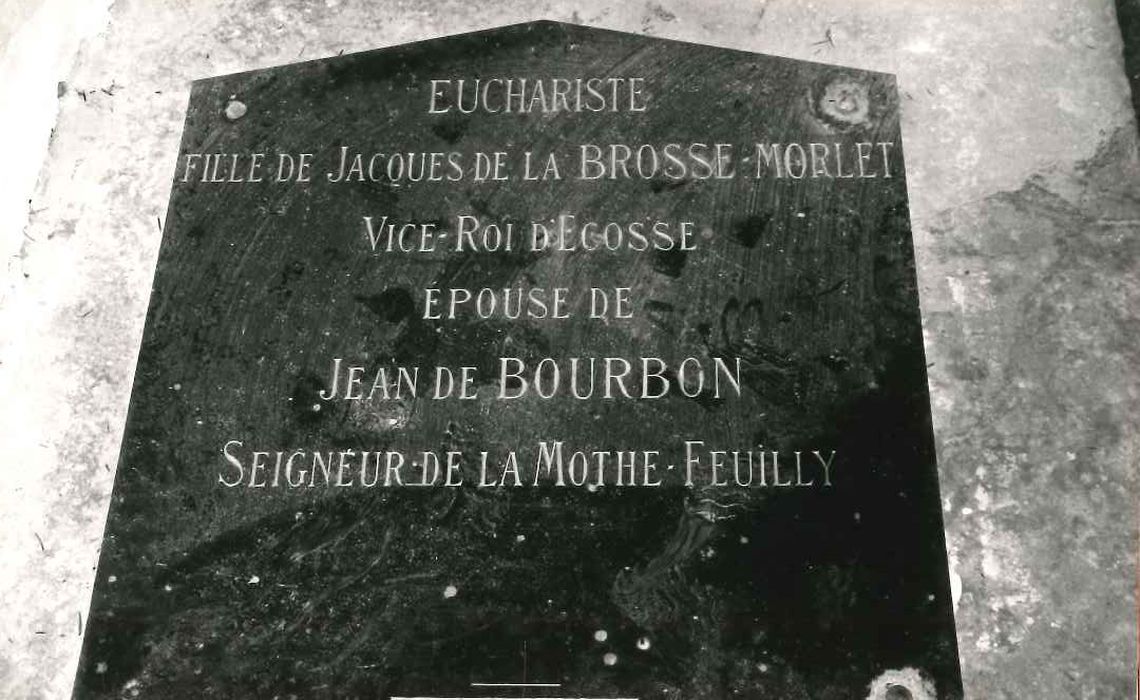 EUCHARISTE
FILLE DE JACQUES DE LA BROSSE-MORLET
VICE-ROI D'ECOSSE
EPOUSE DE
JEAN DE BOURBON
SEIGNEUR-DE LA MOTHE-FEUILLY